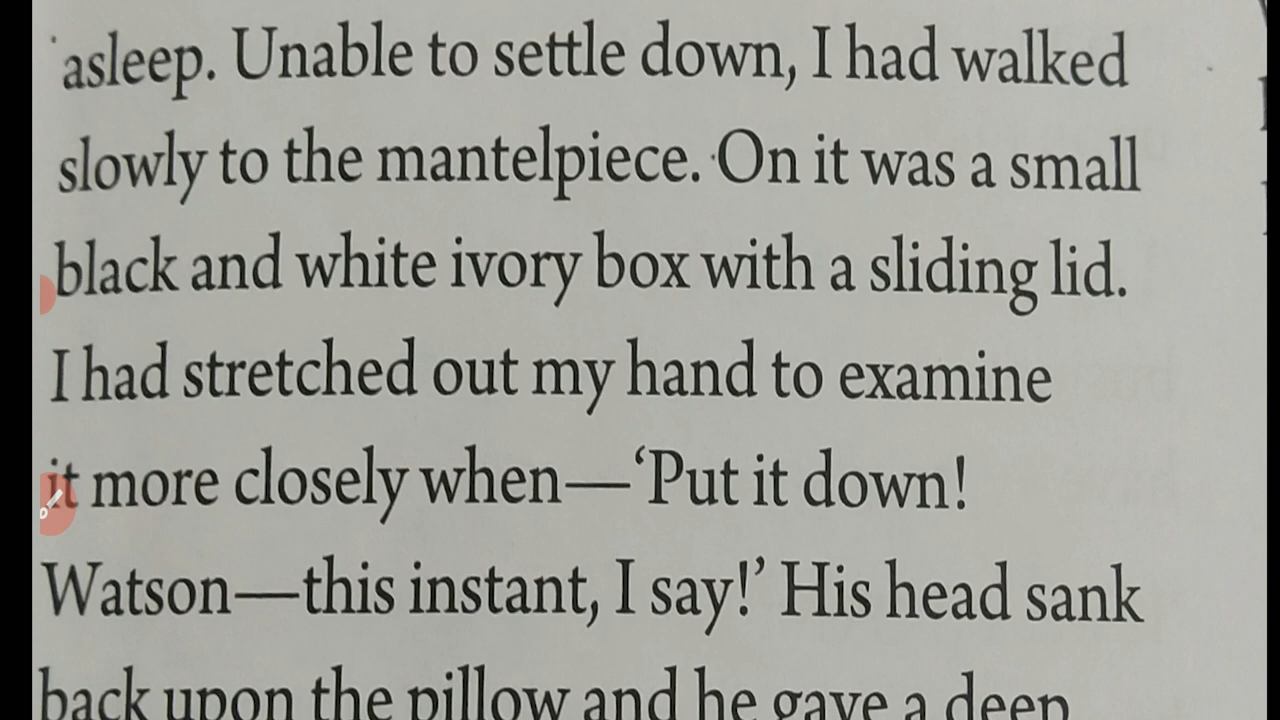 asleep. Unable to settle down, I had walked
slowly to the mantelpiece. On it was a small
black and white ivory box with a sliding lid.
I had stretched out my hand to examine
it more closely when—‘Put it down!
Watson—this instant, I say!’ His head sank
back upon the pillow and he gave a deep